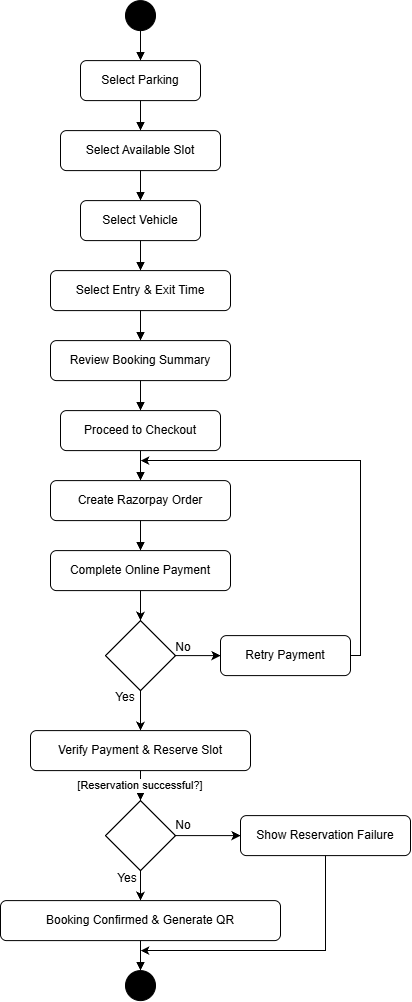 Select Parking
Select Available Slot
Select Vehicle
Select Entry & Exit Time
Review Booking Summary
Proceed to Checkout
Create Razorpay Order
Complete Online Payment
No
Retry Payment
Yes
Verify Payment & Reserve Slot
[Reservation successful?]
No
Show Reservation Failure
Yes
Booking Confirmed & Generate QR